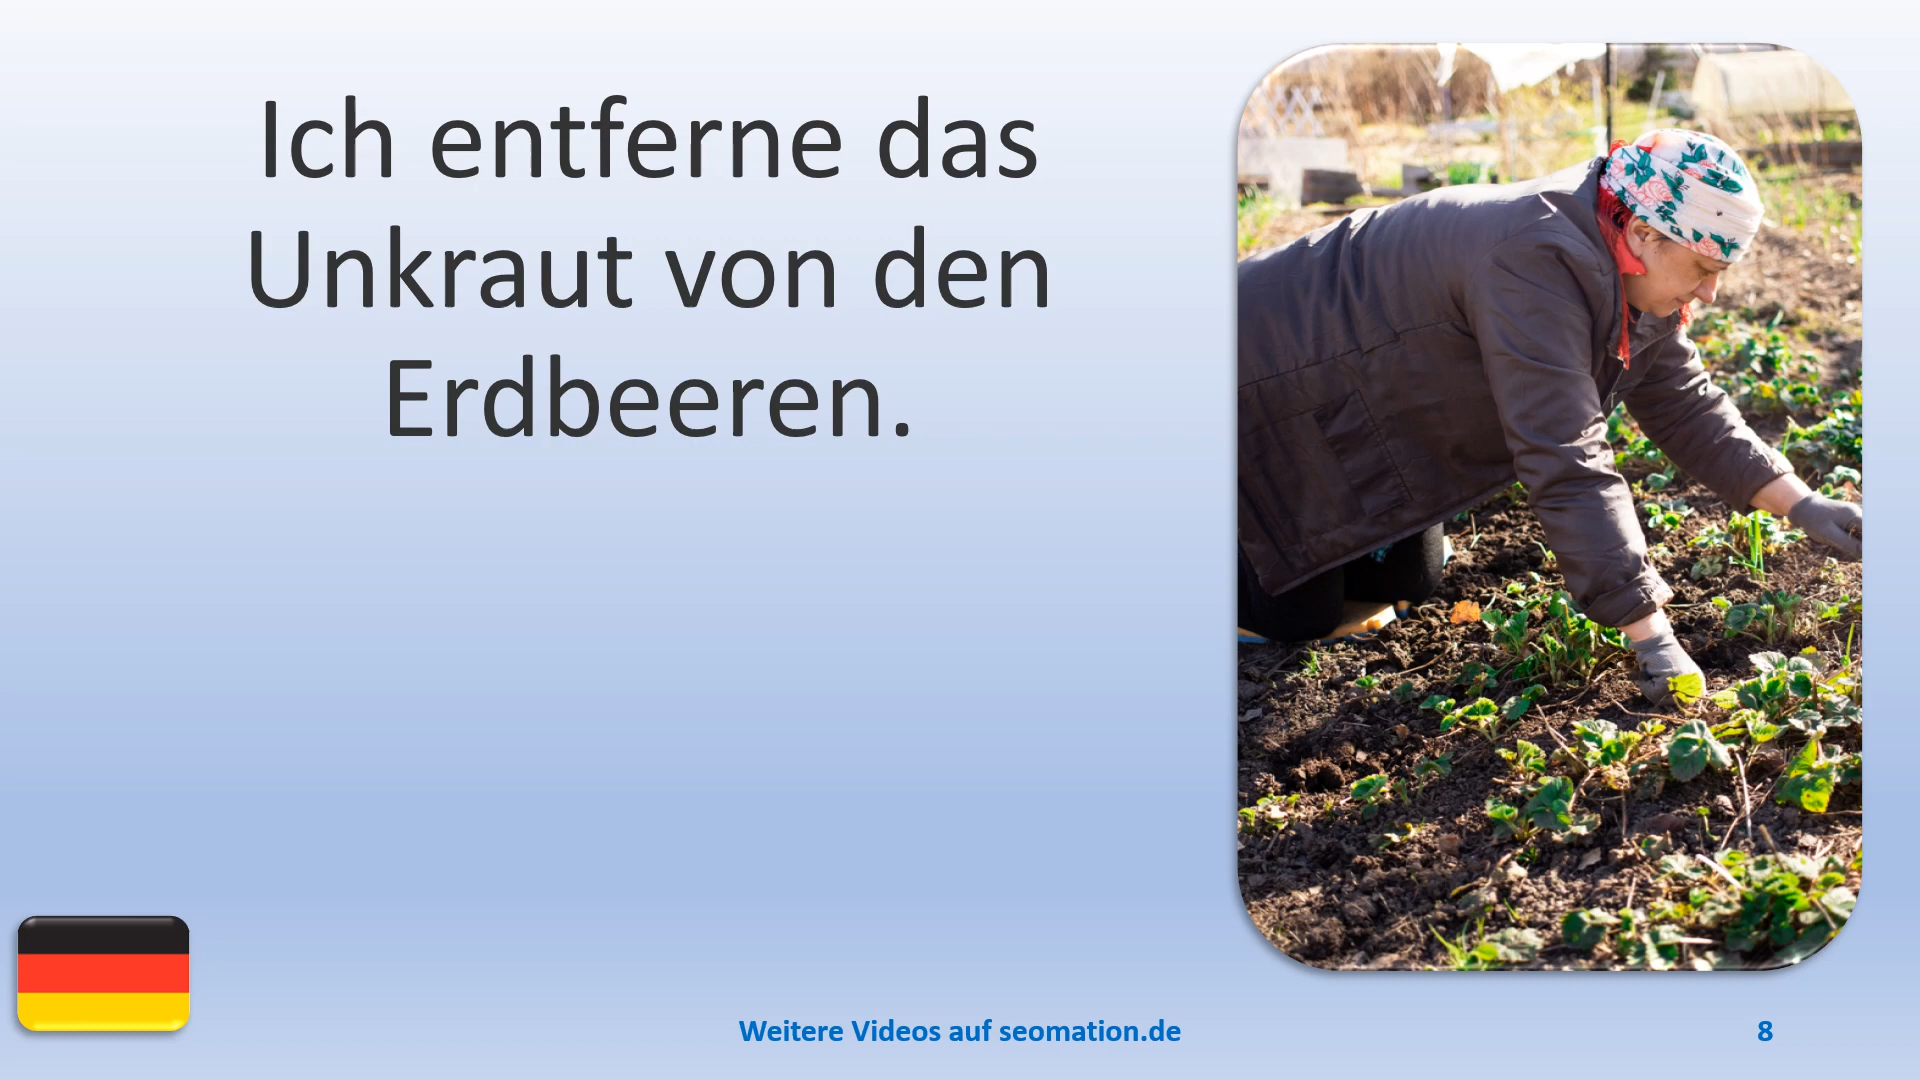 Ich entferne das
Unkraut von den
Erdbeeren.
Weitere Videos auf seomation.de
8